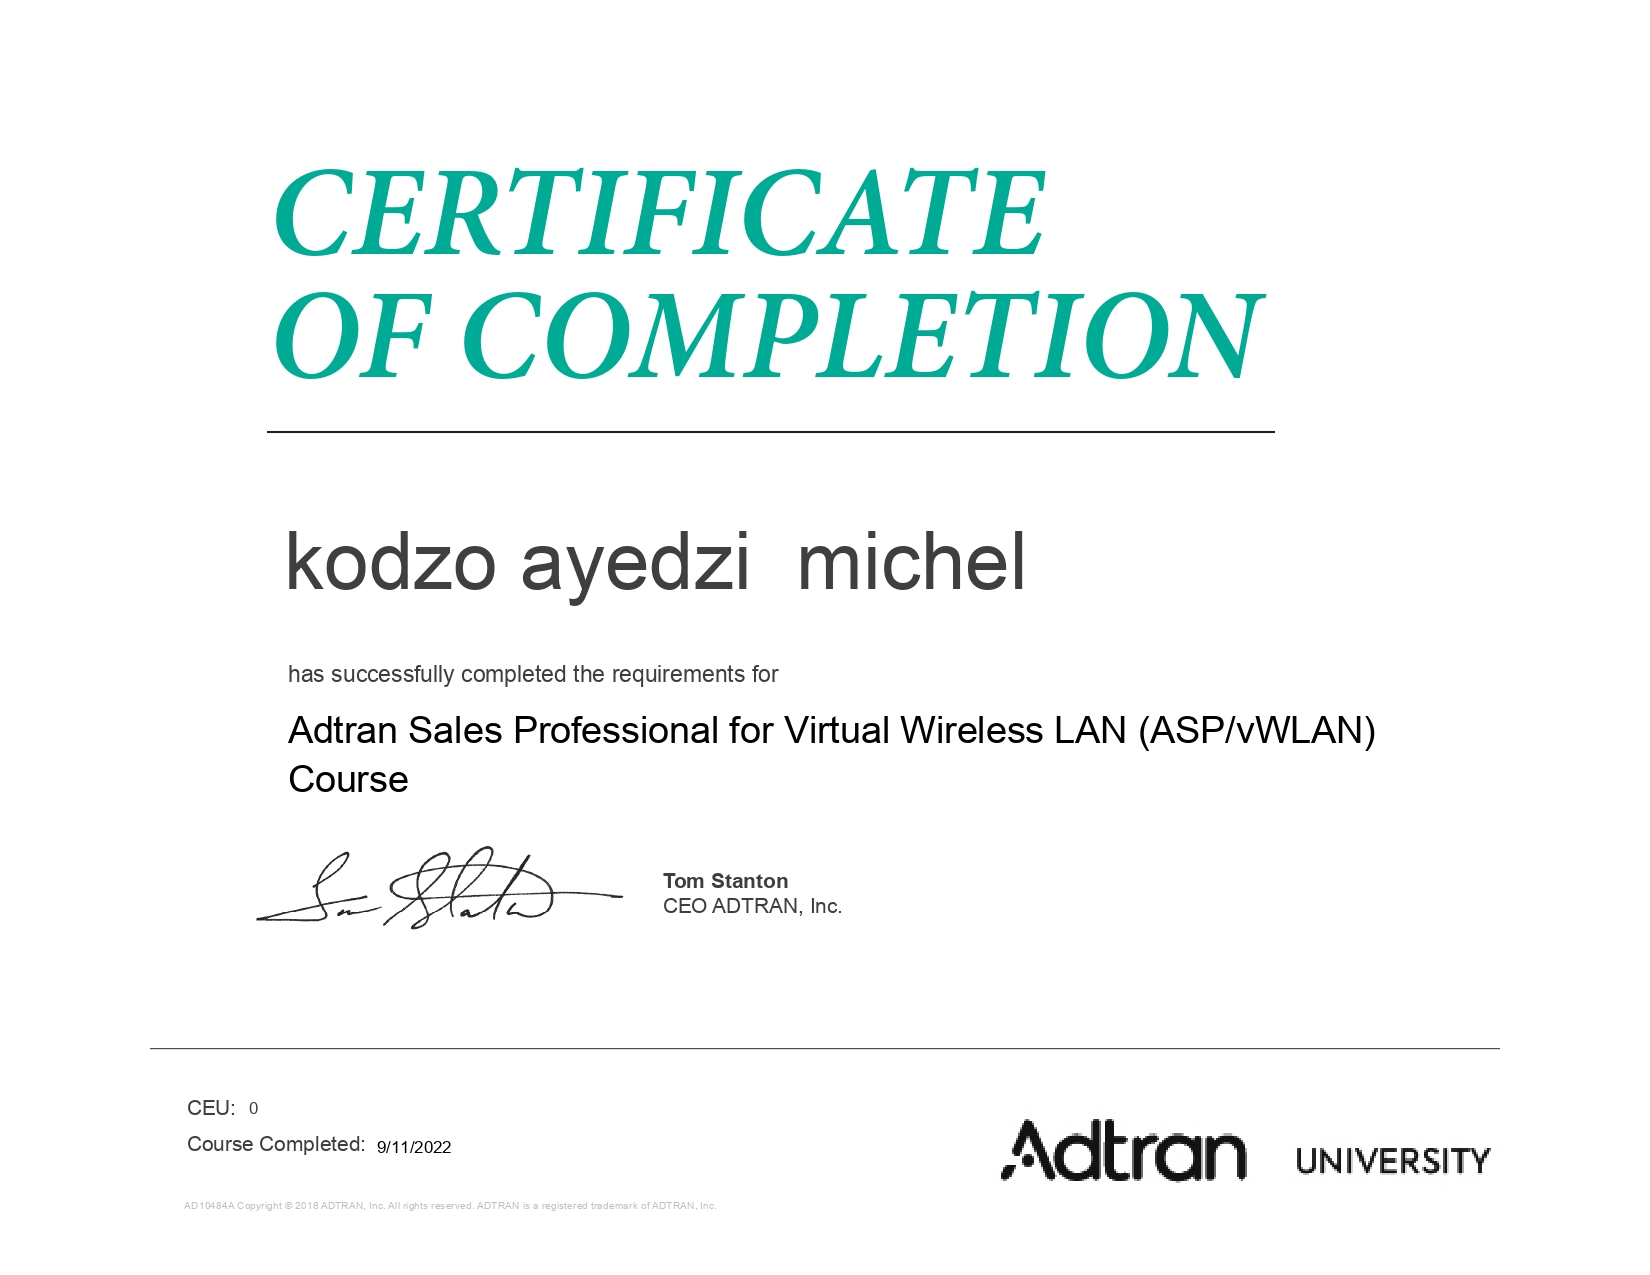 CERTIFICATE
OF COMPLETION
kodzo ayedzi  michel
has successfully completed the requirements for
Adtran Sales Professional for Virtual Wireless LAN (ASP/vWLAN)
Course
Tom Stanton
CEO ADTRAN, Inc.
CEU: 0
Course Completed: 9/11/2022
Adtran UNIVERSITY
AD10484A Copyright © 2018 ADTRAN, Inc. All rights reserved. ADTRAN is a registered trademark of ADTRAN, Inc.